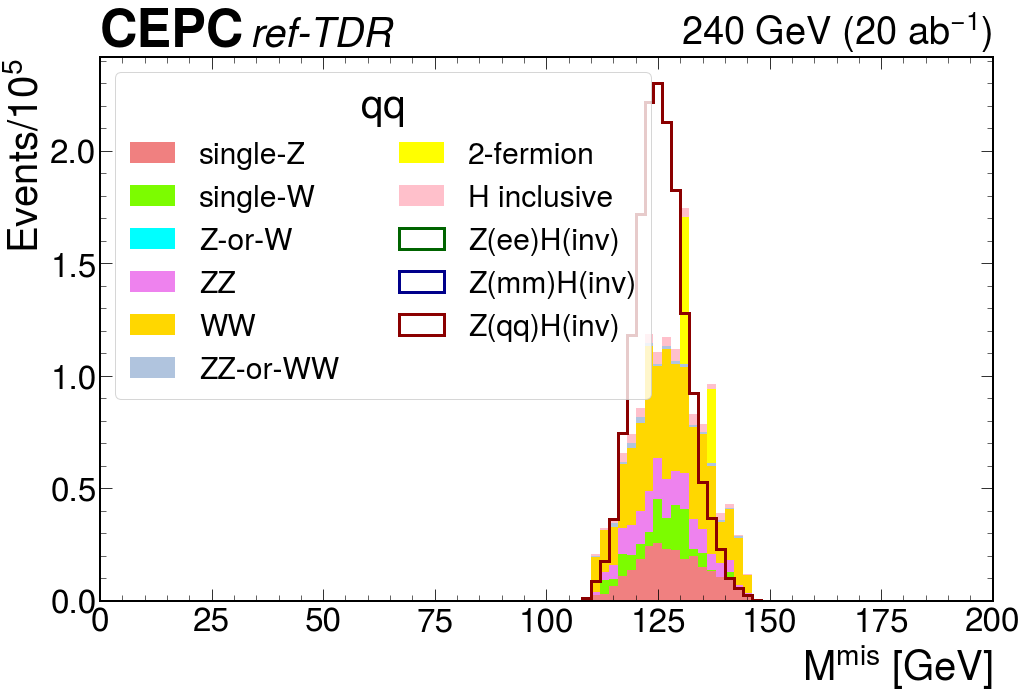 CEPC ref-TDR 240 GeV (20 ab⁻¹)
Events/10⁵
qq
single-Z
single-W
Z-or-W
ZZ
WW
ZZ-or-WW
2-fermion
H inclusive
Z(ee)H(inv)
Z(mm)H(inv)
Z(qq)H(inv)
2.0
1.5
1.0
0.5
0.0
0 25 50 75 100 125 150 175 200
Mᵐⁱˢ [GeV]